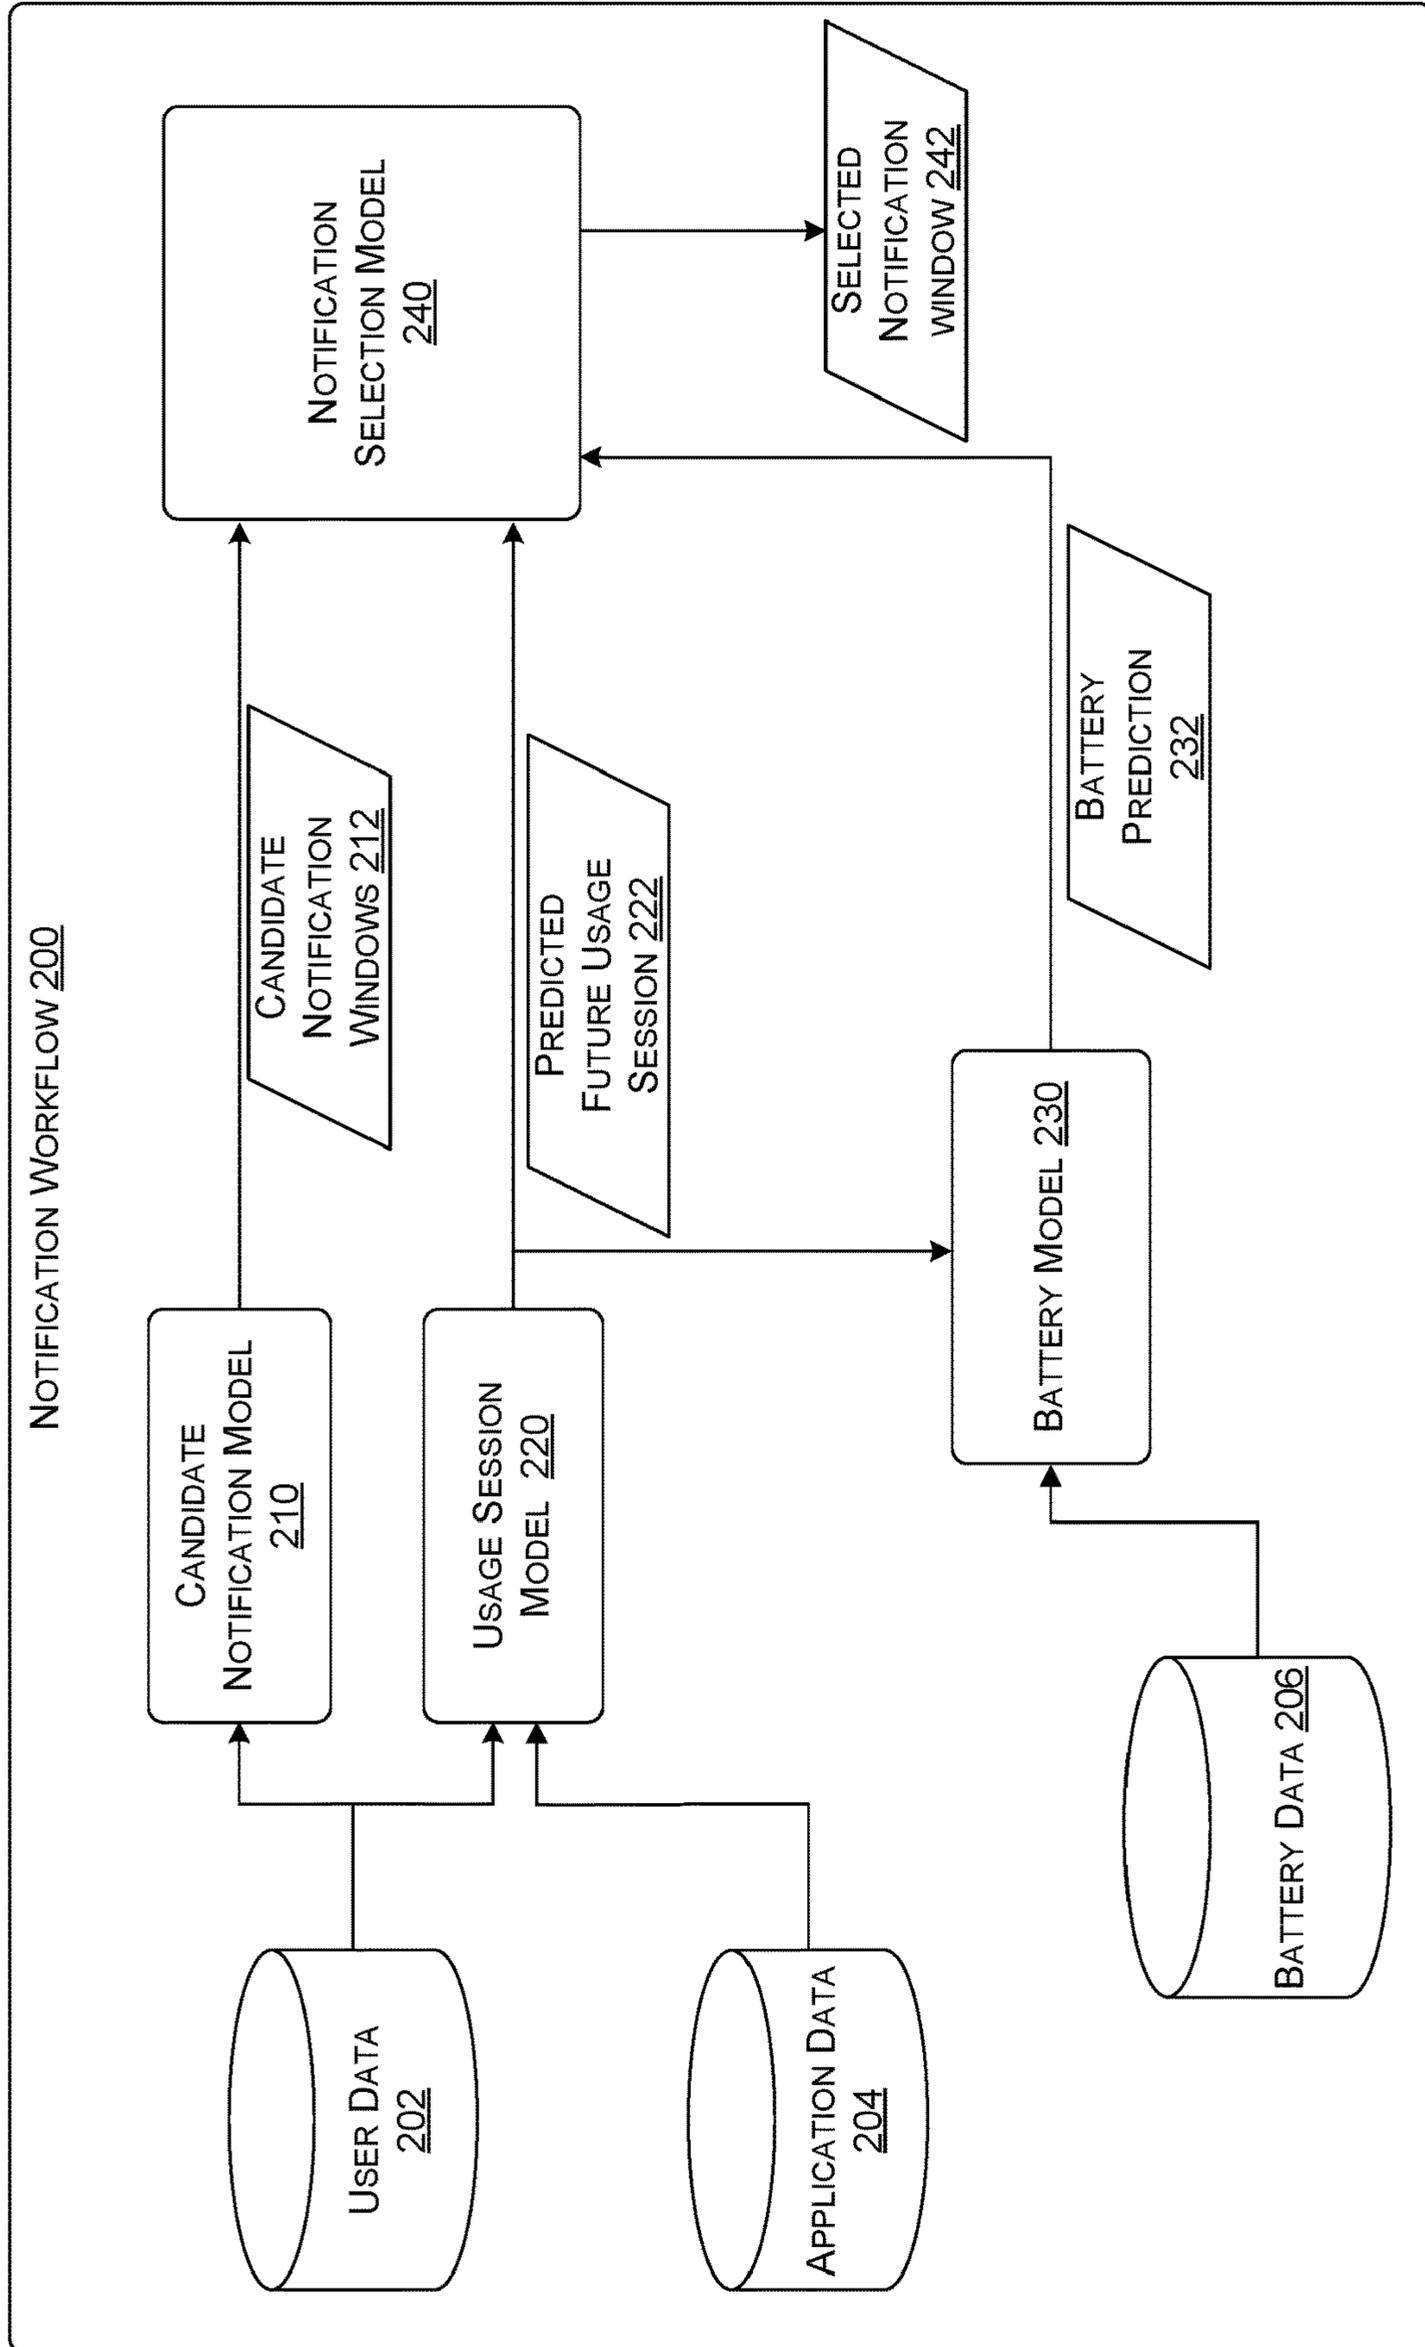 NOTIFICATION WORKFLOW 200
CANDIDATE
NOTIFICATION MODEL
210
CANDIDATE
NOTIFICATION
WINDOWS 212
NOTIFICATION
SELECTION MODEL
240
USER DATA
202
USAGE SESSION
MODEL 220
PREDICTED
FUTURE USAGE
SESSION 222
APPLICATION DATA
204
SELECTED
NOTIFICATION
WINDOW 242
BATTERY MODEL 230
BATTERY
PREDICTION
232
BATTERY DATA 206